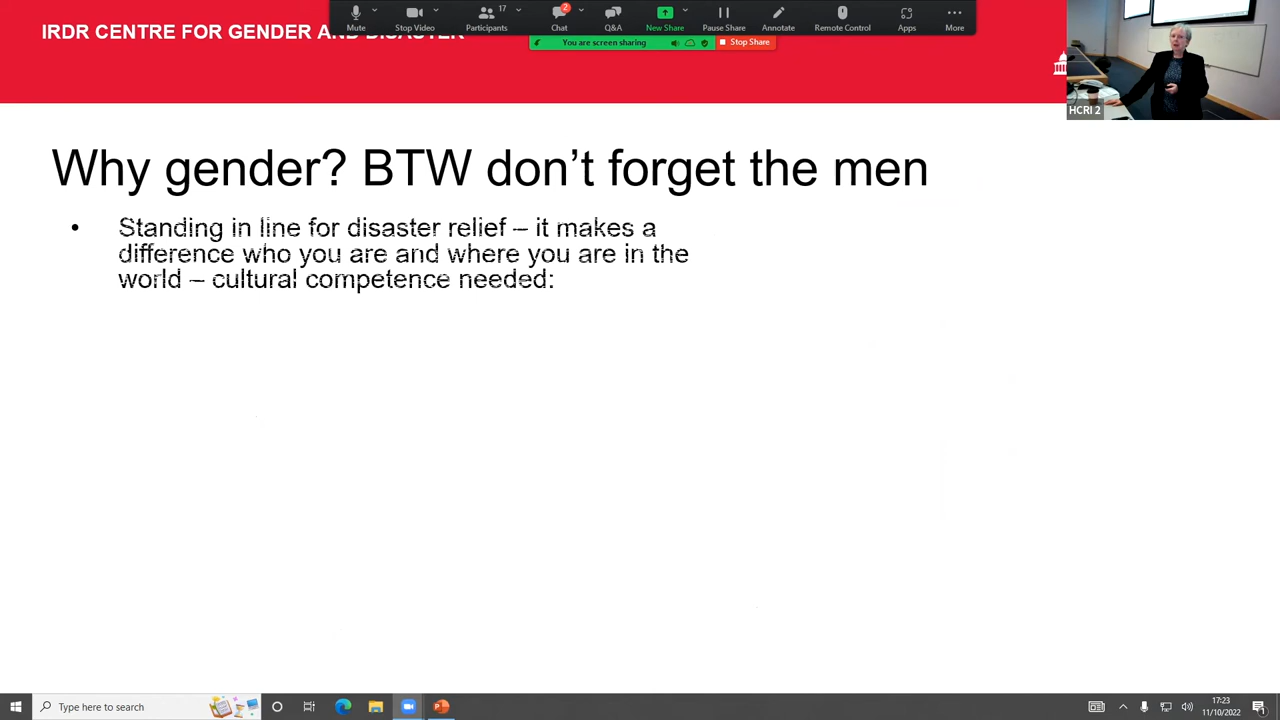 IRDR CENTRE FOR GENDER AND DISASTER
Mute
Stop Video
17
Participants
2
Chat
Q&A
New Share
Pause Share
Annotate
Remote Control
Apps
More
You are screen sharing
Stop Share
HCRI 2
Why gender? BTW don’t forget the men
• Standing in line for disaster relief – it makes a
difference who you are and where you are in the
world – cultural competence needed:
Type here to search
17:23
11/10/2022
1